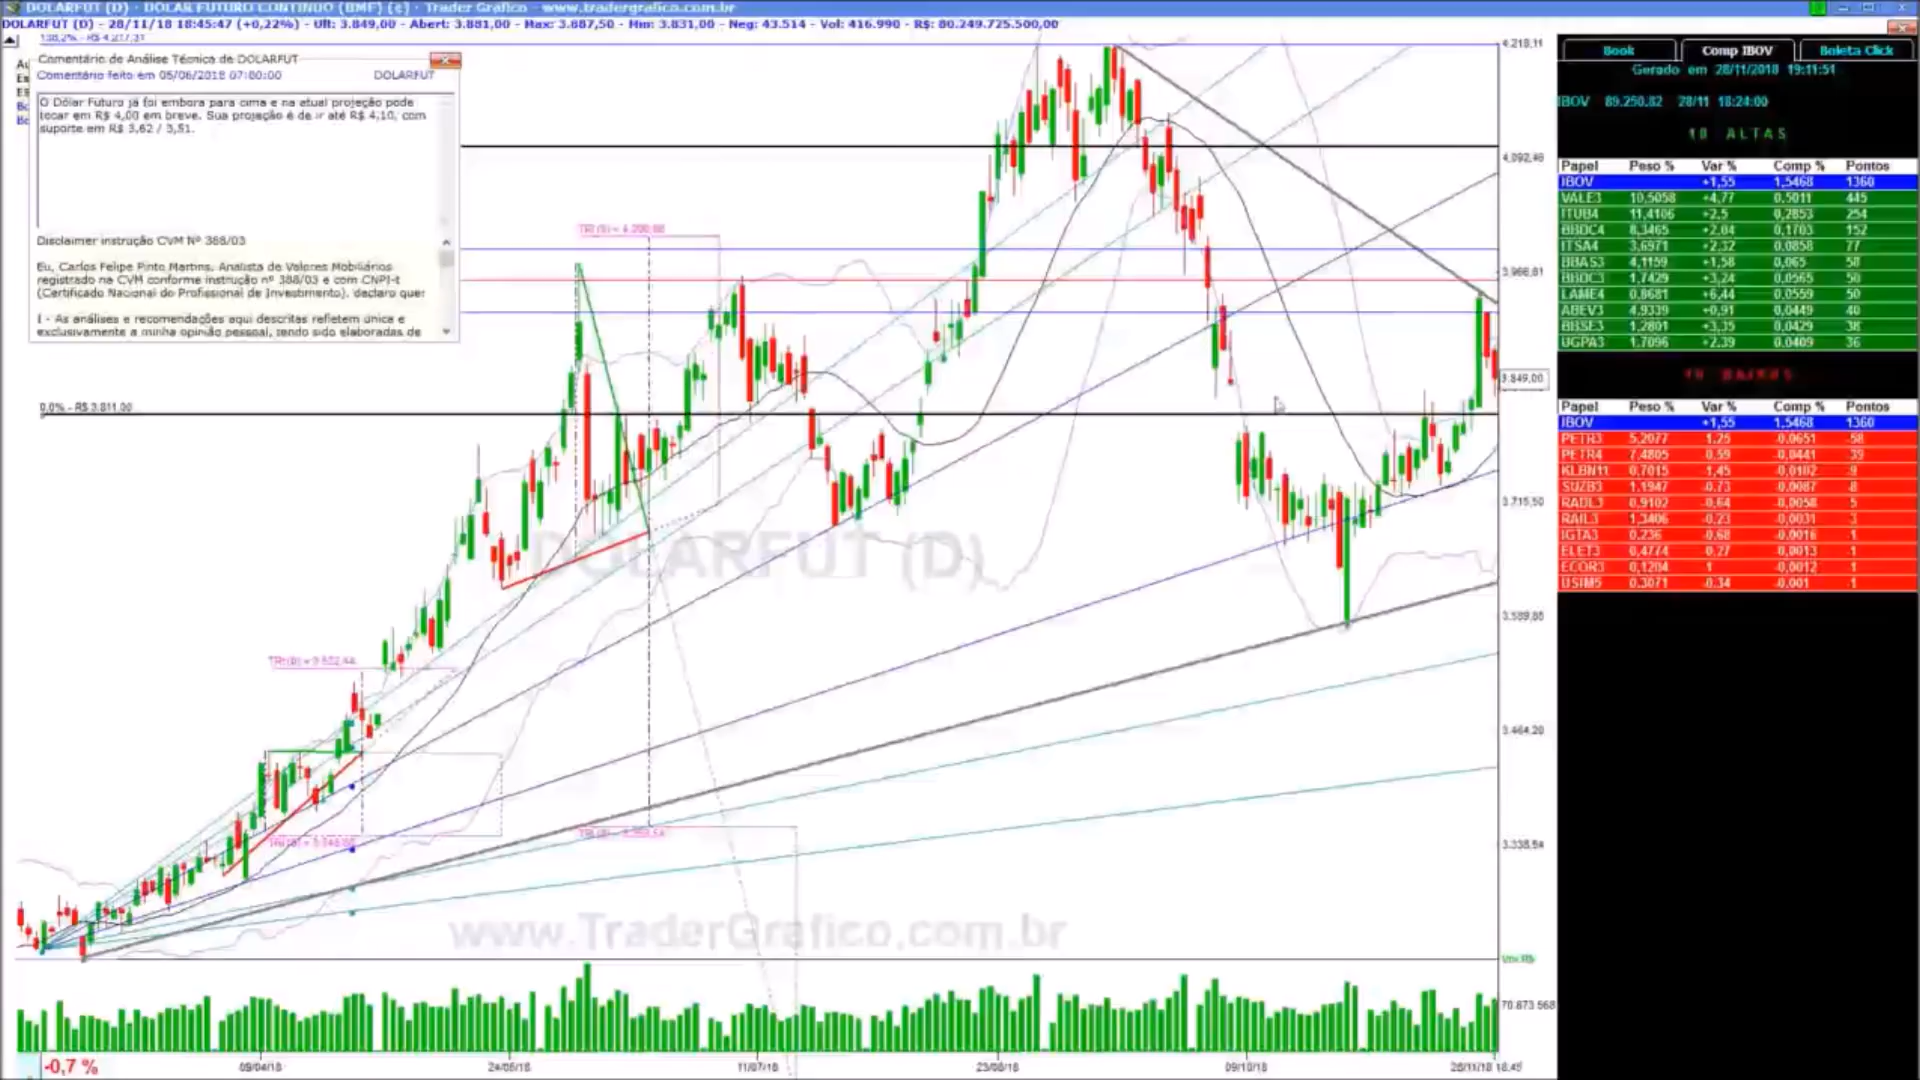 DOLARFUT (D) - DOLAR FUTURO CONTINUO (BMF) (c) - Trader Grafico - www.tradergrafico.com.br
DOLARFUT (D) - 28/11/18 18:45:47 (+0,22%) - Ult: 3.849,00 - Abert: 3.881,00 - Max: 3.887,50 - Min: 3.831,00 - Neg: 43.514 - Vol: 416.990 - R$: 80.249.725.500,00
Comentário de Análise Técnica de DOLARFUT
Comentário feito em 05/06/2018 07:00:00 DOLARFUT
O Dólar Futuro já foi embora para cima e na atual projeção pode
tocar em R$ 4,00 em breve. Sua projeção é de ir até R$ 4,10, com
suporte em R$ 3,62 / 3,51.
Disclaimer instrução CVM Nº 388/03
Eu, Carlos Felipe Pinto Martins, Analista de Valores Mobiliários
registrado na CVM conforme instrução nº 388/03 e com CNPI-t
(Certificado Nacional do Profissional de Investimento), declaro que:
I - As análises e recomendações aqui descritas refletem única e
exclusivamente a minha opinião pessoal, tendo sido elaboradas de
0,0% - R$ 3.811,00
DOLARFUT (D)
www.TraderGrafico.com.br
4.218,11
4.092,46
3.966,81
3.849,00
3.715,50
3.589,85
3.464,20
3.338,54
Vol R$
70.873.568
-0,7 %
09/04/18
24/05/18
11/07/18
23/08/18
09/10/18
28/11/18 18:45
Book
Comp IBOV
Boleta Click
Gerado em 28/11/2018 19:11:51
IBOV 89.250,82 28/11 18:24:00
10 ALTAS
Papel Peso % Var % Comp % Pontos
IBOV +1,55 1,5468 1360
VALE3 10,5058 +4,77 0,5011 445
ITUB4 11,4106 +2,5 0,2853 254
BBDC4 8,3465 +2,04 0,1703 152
ITSA4 3,6971 +2,32 0,0858 77
BBAS3 4,1159 +1,58 0,065 58
BBDC3 1,7429 +3,24 0,0565 50
LAME4 0,8681 +6,44 0,0559 50
ABEV3 4,9339 +0,91 0,0449 40
BBSE3 1,2801 +3,35 0,0429 38
UGPA3 1,7096 +2,39 0,0409 36
10 BAIXAS
Papel Peso % Var % Comp % Pontos
IBOV +1,55 1,5468 1360
PETR3 5,2077 -1,25 -0,0651 -58
PETR4 7,4805 -0,59 -0,0441 -39
KLBN11 0,7015 -1,45 -0,0102 -9
SUZB3 1,1947 -0,73 -0,0087 -8
RADL3 0,9102 -0,64 -0,0058 -5
RAIL3 1,3406 -0,23 -0,0031 -3
IGTA3 0,236 -0,68 -0,0016 -1
ELET3 0,4774 -0,27 -0,0013 -1
ECOR3 0,1204 -1 -0,0012 -1
USIM5 0,3071 -0,34 -0,001 -1